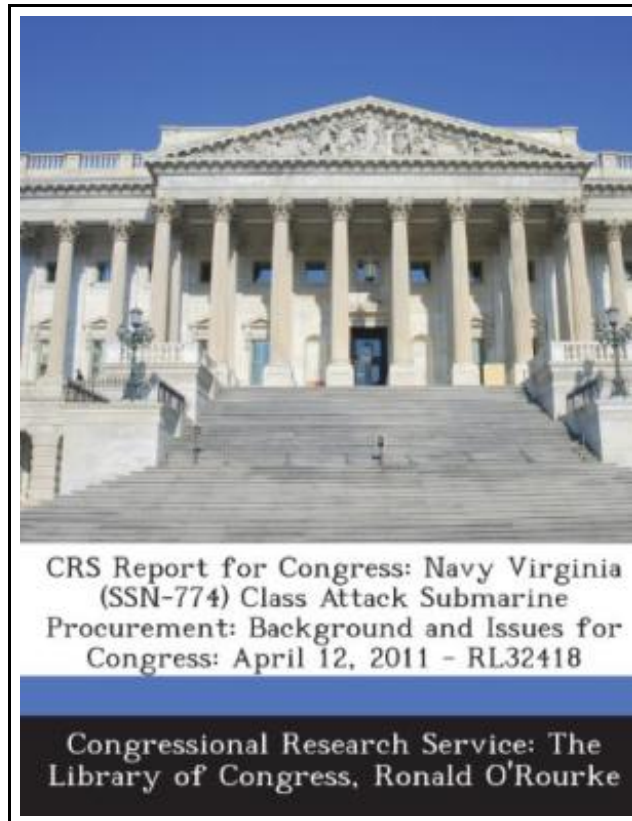 CRS Report for Congress: Navy Virginia
(SSN-774) Class Attack Submarine
Procurement: Background and Issues for
Congress: April 12, 2011 - RL32418
Congressional Research Service: The
Library of Congress, Ronald O'Rourke